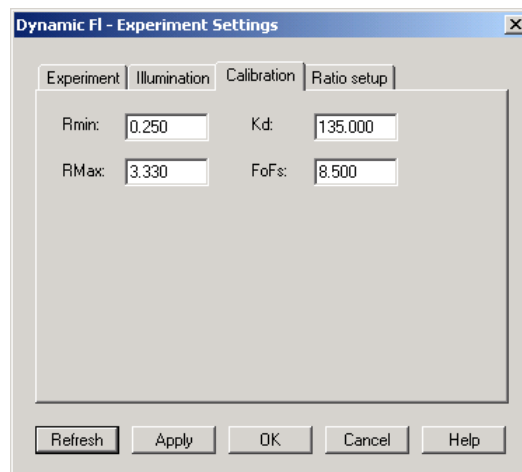 Dynamic Fl - Experiment Settings
Experiment Illumination Calibration Ratio setup
Rmin: 0.250 Kd: 135.000
RMax: 3.330 FoFs: 8.500
Refresh Apply OK Cancel Help